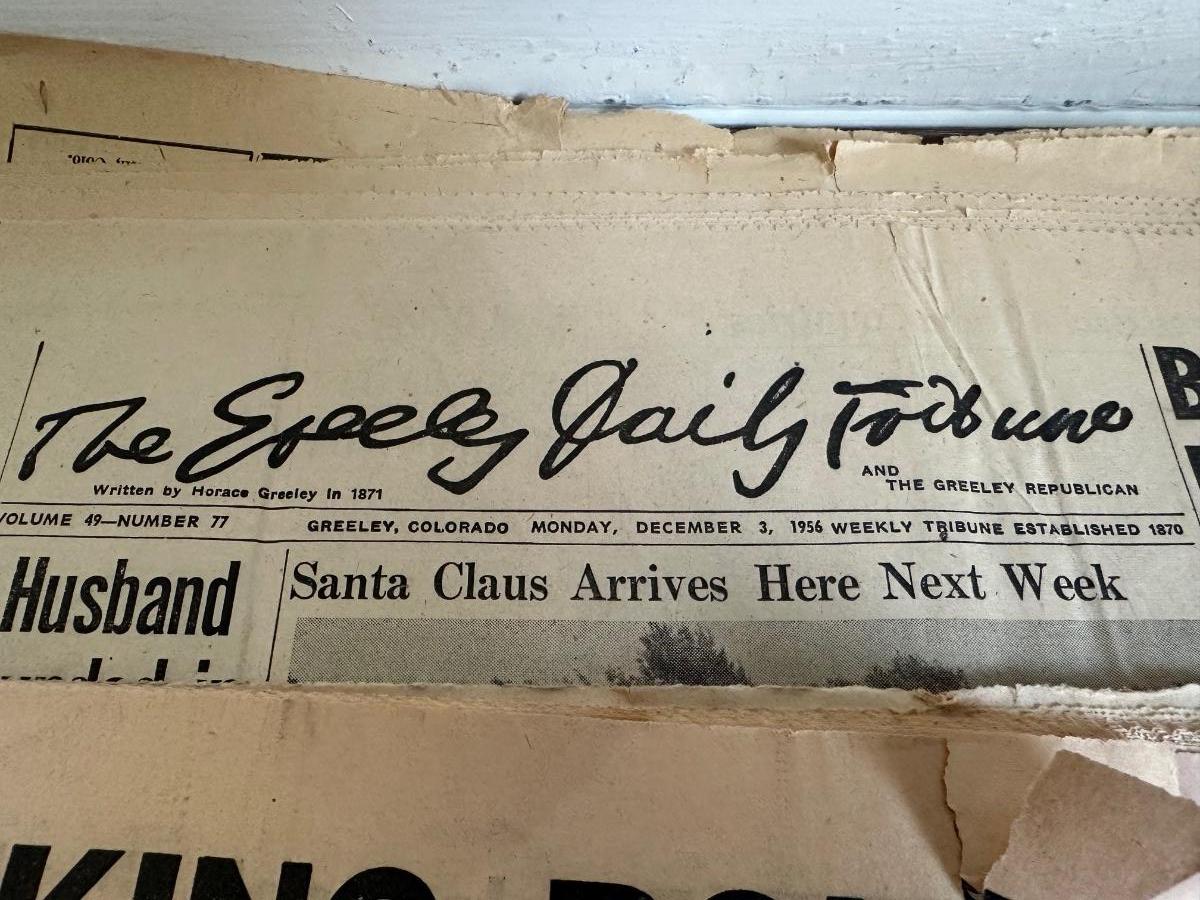 The Greeley Daily Tribune
Written by Horace Greeley in 1871
AND
THE GREELEY REPUBLICAN
VOLUME 49—NUMBER 77 GREELEY, COLORADO MONDAY, DECEMBER 3, 1956 WEEKLY TRIBUNE ESTABLISHED 1870
Husband
Santa Claus Arrives Here Next Week